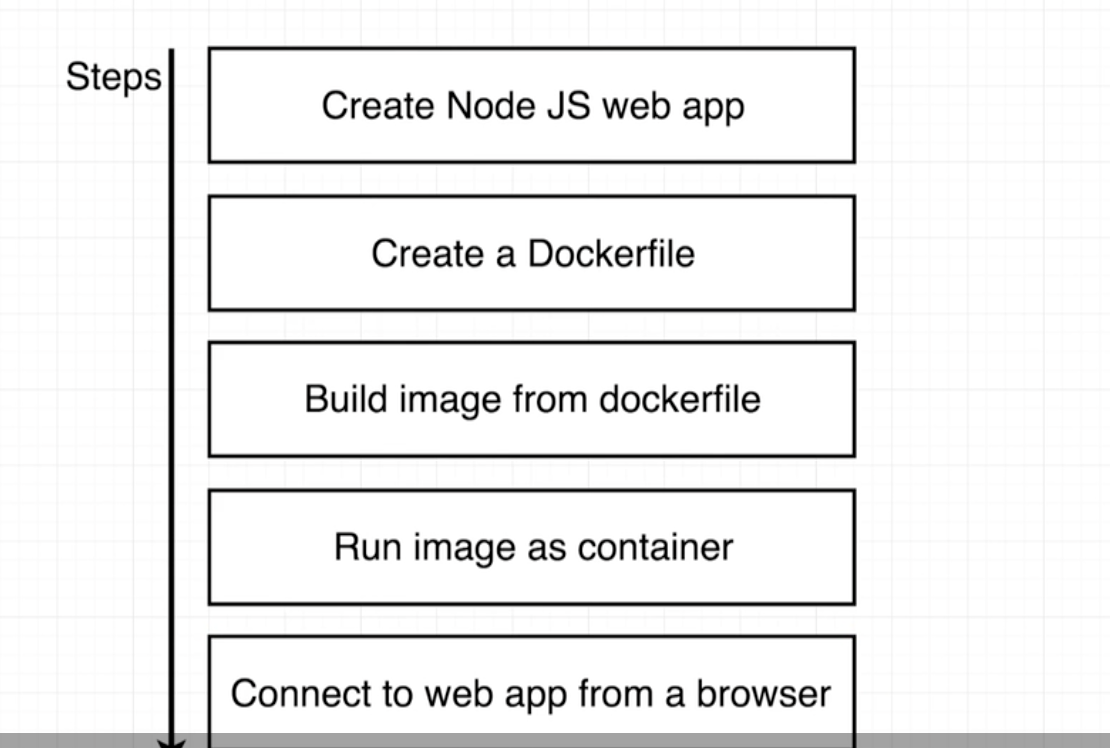 Steps
Create Node JS web app
Create a Dockerfile
Build image from dockerfile
Run image as container
Connect to web app from a browser